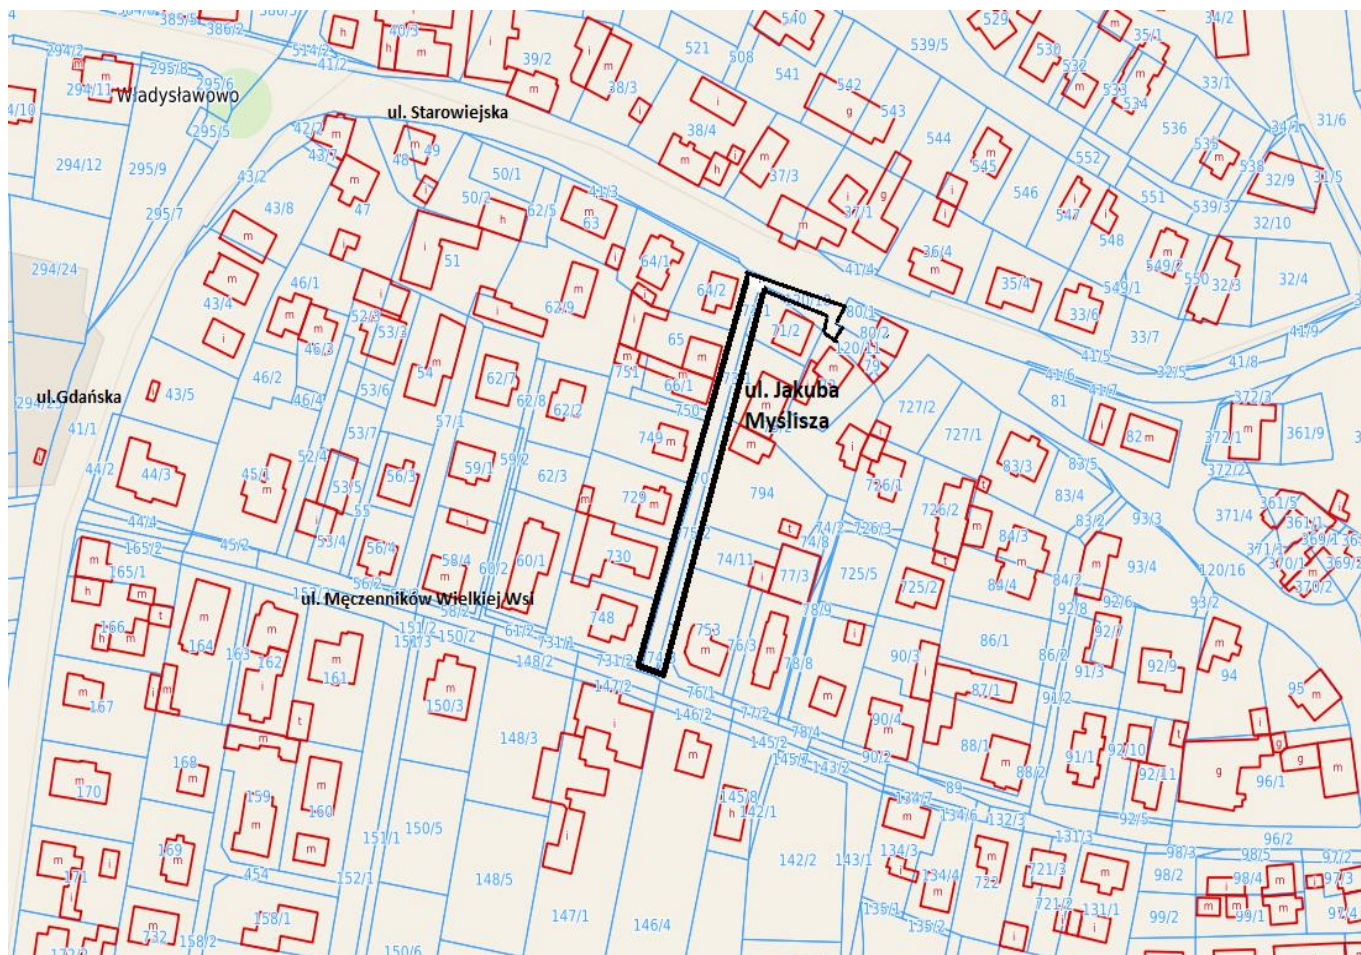 384/6
385/5
386/2
386/3
294/2
m
295/8
295/6
294/11
Władysławowo
4/10
295/5
514/2
41/2
h
40/3
h
m
i
39/2
m
i
m
38/3
i
521
508
540
541
i
542
g
543
539/5
544
529
530
532
m
35/1
m
533
534
34/2
33/1
31/6
34/1
ul. Starowiejska
294/12
295/9
43/2
42/2
m
43/7
48
m
49
50/1
m
47
i
50/2
h
62/5
41/3
m
63
38/4
m
h
i
m
37/3
i
g
37/1
m
m
545
i
i
546
552
i
547
i
548
551
536
535
m
538
539/3
32/9
31/5
32/10
295/7
43/8
m
i
i
51
m
64/1
i
64/2
41/4
36/4
m
35/4
m
549/2
550
m
32/3
32/4
294/24
m
43/4
i
46/1
m
m
46/3
52/3
53/3
m
62/9
i
i
65
m
m
66/1
751
120/10
80/1
71/2
80/2
120/11
79
m
m
33/6
549/1
33/7
41/5
32/5
41/9
41/8
54
m
62/7
m
46/2
46/4
53/6
62/8
62/2
m
750
ul. Jakuba
Myślisza
m
727/2
41/6
41/7
81
ul.Gdańska
43/5
41/1
53/7
57/1
749
m
m
727/1
i
82
m
372/3
372/1
m
361/9
372/2
44/2
44/3
m
45/1
m
52/4
53/5
56/3
m
59/1
m
59/2
62/3
m
729
m
794
i
i
726/1
m
83/3
m
t
83/5
83/4
371/4
361/5
361/1
369/1
44/4
45/2
i
55
53/4
i
60/1
m
730
t
74/2
74/8
726/3
726/2
m
m
84/3
m
83/2
93/3
371/1
370/1
m
370/2
165/2
m
165/1
56/4
m
56/2
58/4
m
60/2
74/11
i
77/3
725/5
725/2
m
t
84/4
84/2
m
93/4
120/16
ul. Męczenników Wielkiej Wsi
h
m
t
166
h
m
m
164
163
m
162
151/2
151/3
150/2
58/2
61/2
731/1
748
m
753
m
76/3
m
78/9
i
86/1
92/8
92/6
92/7
m
93/2
m
94
m
167
i
m
i
161
m
148/2
731/2
147/2
78/8
m
90/3
i
87/1
86/2
91/3
92/9
m
95
m
t
m
150/3
m
148/3
i
146/2
76/1
77/2
145/2
78/4
90/4
m
88/1
m
91/2
91/1
92/10
m
t
i
g
g
m
168
m
m
170
m
159
m
160
m
m
145/7
143/2
90/2
89
88/2
92/11
m
g
96/1
h
145/8
142/1
134/7
134/6
m
132/3
131/3
92/5
96/2
169
m
171
m
i
i
m
151/1
150/5
i
142/2
143/1
134/3
i
134/4
m
m
722
721/3
m
m
98/3
98/5
97/2
454
152/1
148/5
98/2
98/4
i
m
i
97/3
732
m
158/1
i
158/2
150/6
147/1
146/4
135/1
135/2
i
721/2
i
m
131/1
99/2
m
m
99/1
m
97/4